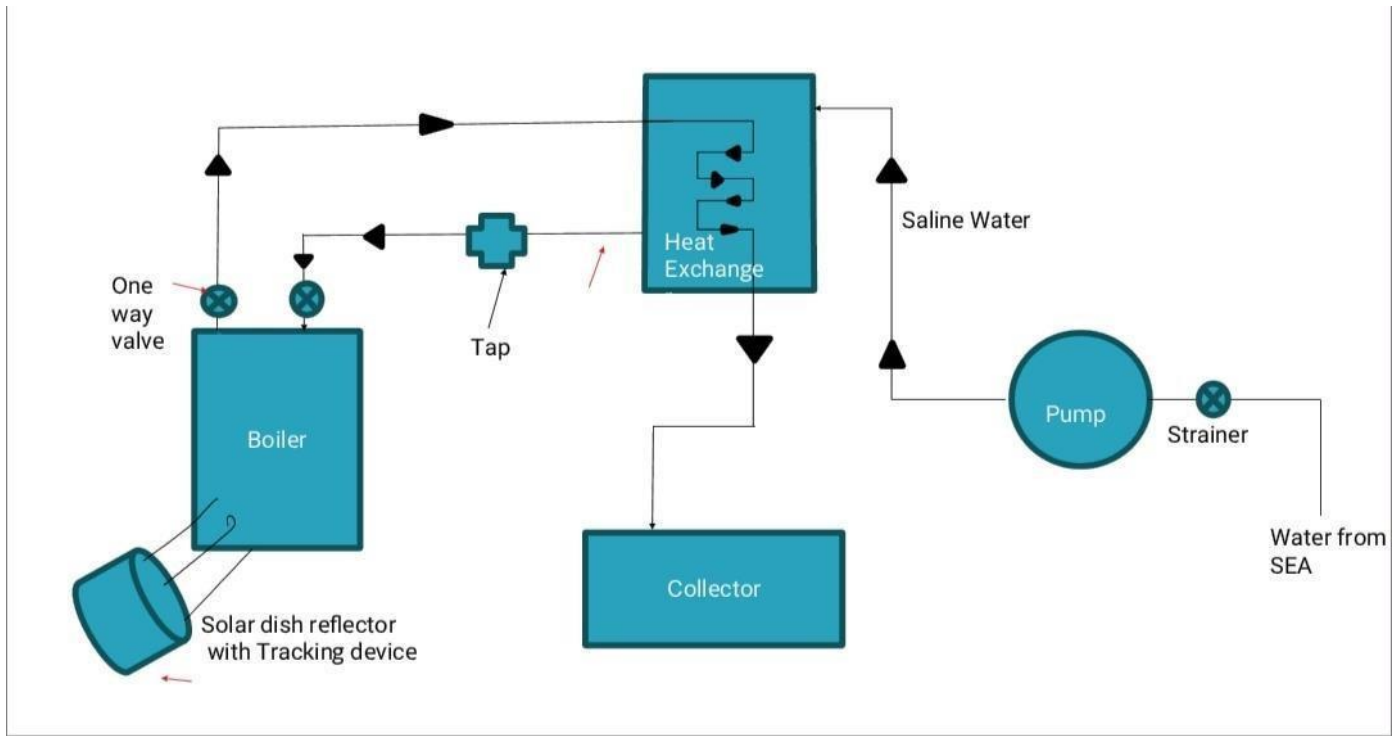 Saline Water
Heat
Exchange
One
way
valve
Tap
Pump
Strainer
Boiler
Water from
SEA
Collector
Solar dish reflector
with Tracking device